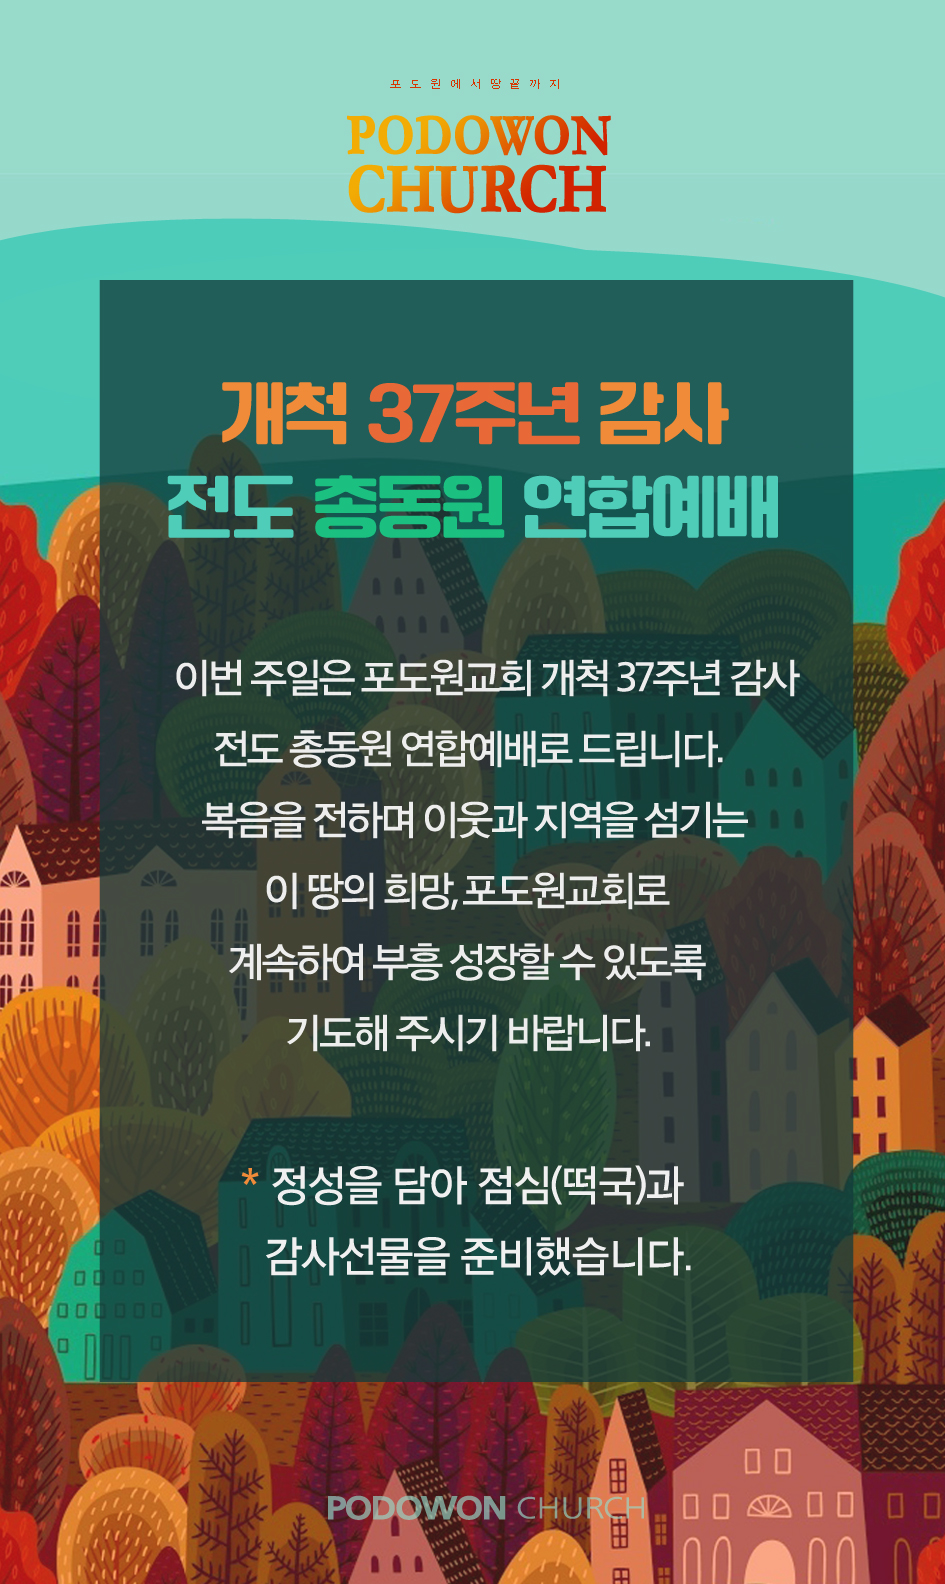 포도원에서땅끝까지
PODOWON
CHURCH
개척 37주년 감사
전도 총동원 연합예배
이번 주일은 포도원교회 개척 37주년 감사
전도 총동원 연합예배로 드립니다.
복음을 전하며 이웃과 지역을 섬기는
이 땅의 희망, 포도원교회로
계속하여 부흥 성장할 수 있도록
기도해 주시기 바랍니다.
* 정성을 담아 점심(떡국)과
감사선물을 준비했습니다.
PODOWON CHURCH